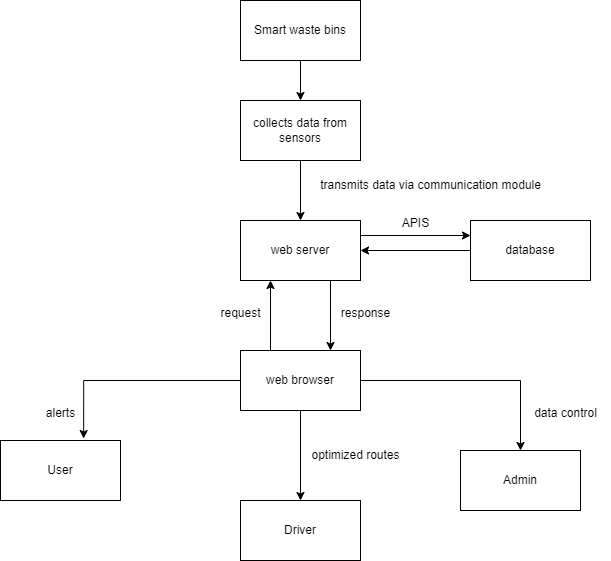 Smart waste bins
collects data from
sensors
transmits data via communication module
APIS
web server
database
request
response
web browser
alerts
data control
User
optimized routes
Admin
Driver